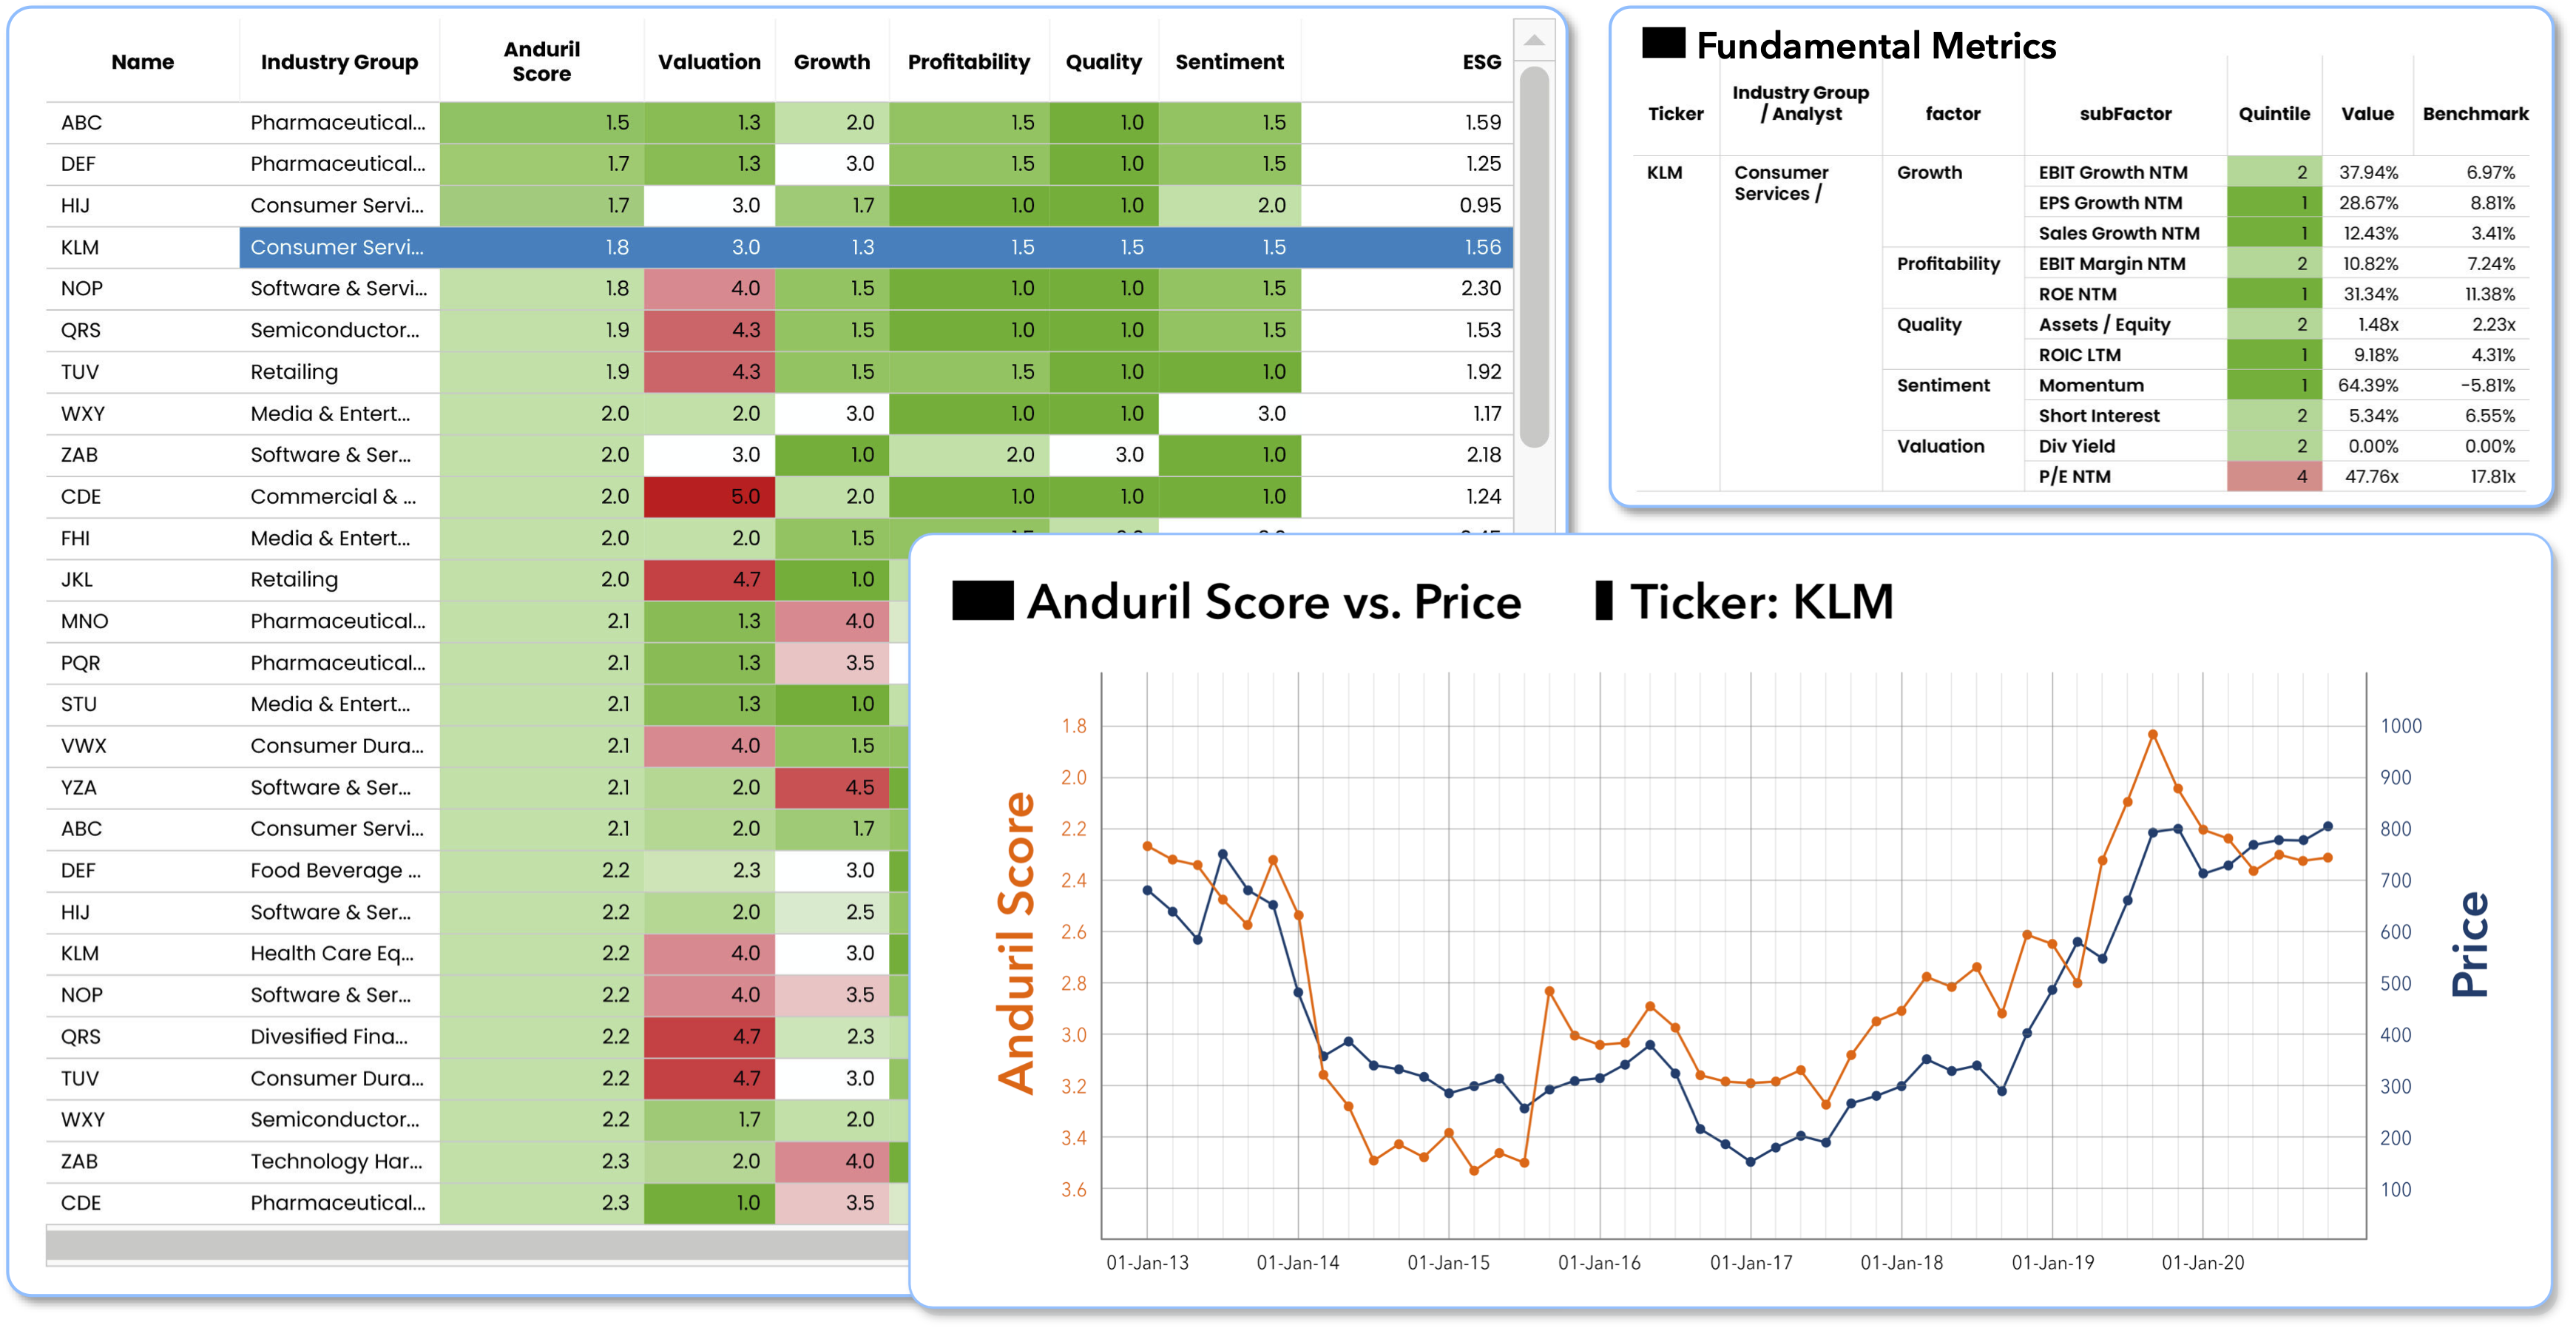 Name Industry Group Anduril Score Valuation Growth Profitability Quality Sentiment ESG
ABC Pharmaceutical... 1.5 1.3 2.0 1.5 1.0 1.5 1.59
DEF Pharmaceutical... 1.7 1.3 3.0 1.5 1.0 1.5 1.25
HIJ Consumer Servi... 1.7 3.0 1.7 1.0 1.0 2.0 0.95
KLM Consumer Servi... 1.8 3.0 1.3 1.5 1.5 1.5 1.56
NOP Software & Servi... 1.8 4.0 1.5 1.0 1.0 1.5 2.30
QRS Semiconductor... 1.9 4.3 1.5 1.0 1.0 1.5 1.53
TUV Retailing 1.9 4.3 1.5 1.5 1.0 1.0 1.92
WXY Media & Entert... 2.0 2.0 3.0 1.0 1.0 3.0 1.17
ZAB Software & Ser... 2.0 3.0 1.0 2.0 3.0 1.0 2.18
CDE Commercial & ... 2.0 5.0 2.0 1.0 1.0 1.0 1.24
FHI Media & Entert... 2.0 2.0 1.5
JKL Retailing 2.0 4.7 1.0
MNO Pharmaceutical... 2.1 1.3 4.0
PQR Pharmaceutical... 2.1 1.3 3.5
STU Media & Entert... 2.1 1.3 1.0
VWX Consumer Dura... 2.1 4.0 1.5
YZA Software & Ser... 2.1 2.0 4.5
ABC Consumer Servi... 2.1 2.0 1.7
DEF Food Beverage ... 2.2 2.3 3.0
HIJ Software & Ser... 2.2 2.0 2.5
KLM Health Care Eq... 2.2 4.0 3.0
NOP Software & Ser... 2.2 4.0 3.5
QRS Divesified Fina... 2.2 4.7 2.3
TUV Consumer Dura... 2.2 4.7 3.0
WXY Semiconductor... 2.2 1.7 2.0
ZAB Technology Har... 2.3 2.0 4.0
CDE Pharmaceutical... 2.3 1.0 3.5
Fundamental Metrics
Ticker Industry Group / Analyst factor subFactor Quintile Value Benchmark
KLM Consumer Services / Growth EBIT Growth NTM 2 37.94% 6.97%
EPS Growth NTM 1 28.67% 8.81%
Sales Growth NTM 1 12.43% 3.41%
Profitability EBIT Margin NTM 2 10.82% 7.24%
ROE NTM 1 31.34% 11.38%
Quality Assets / Equity 2 1.48x 2.23x
ROIC LTM 1 9.18% 4.31%
Sentiment Momentum 1 64.39% -5.81%
Short Interest 2 5.34% 6.55%
Valuation Div Yield 2 0.00% 0.00%
P/E NTM 4 47.76x 17.81x
Anduril Score vs. Price Ticker: KLM
Anduril Score
1.8
2.0
2.2
2.4
2.6
2.8
3.0
3.2
3.4
3.6
1000
900
800
700
600
500
400
300
200
100
Price
01-Jan-13 01-Jan-14 01-Jan-15 01-Jan-16 01-Jan-17 01-Jan-18 01-Jan-19 01-Jan-20